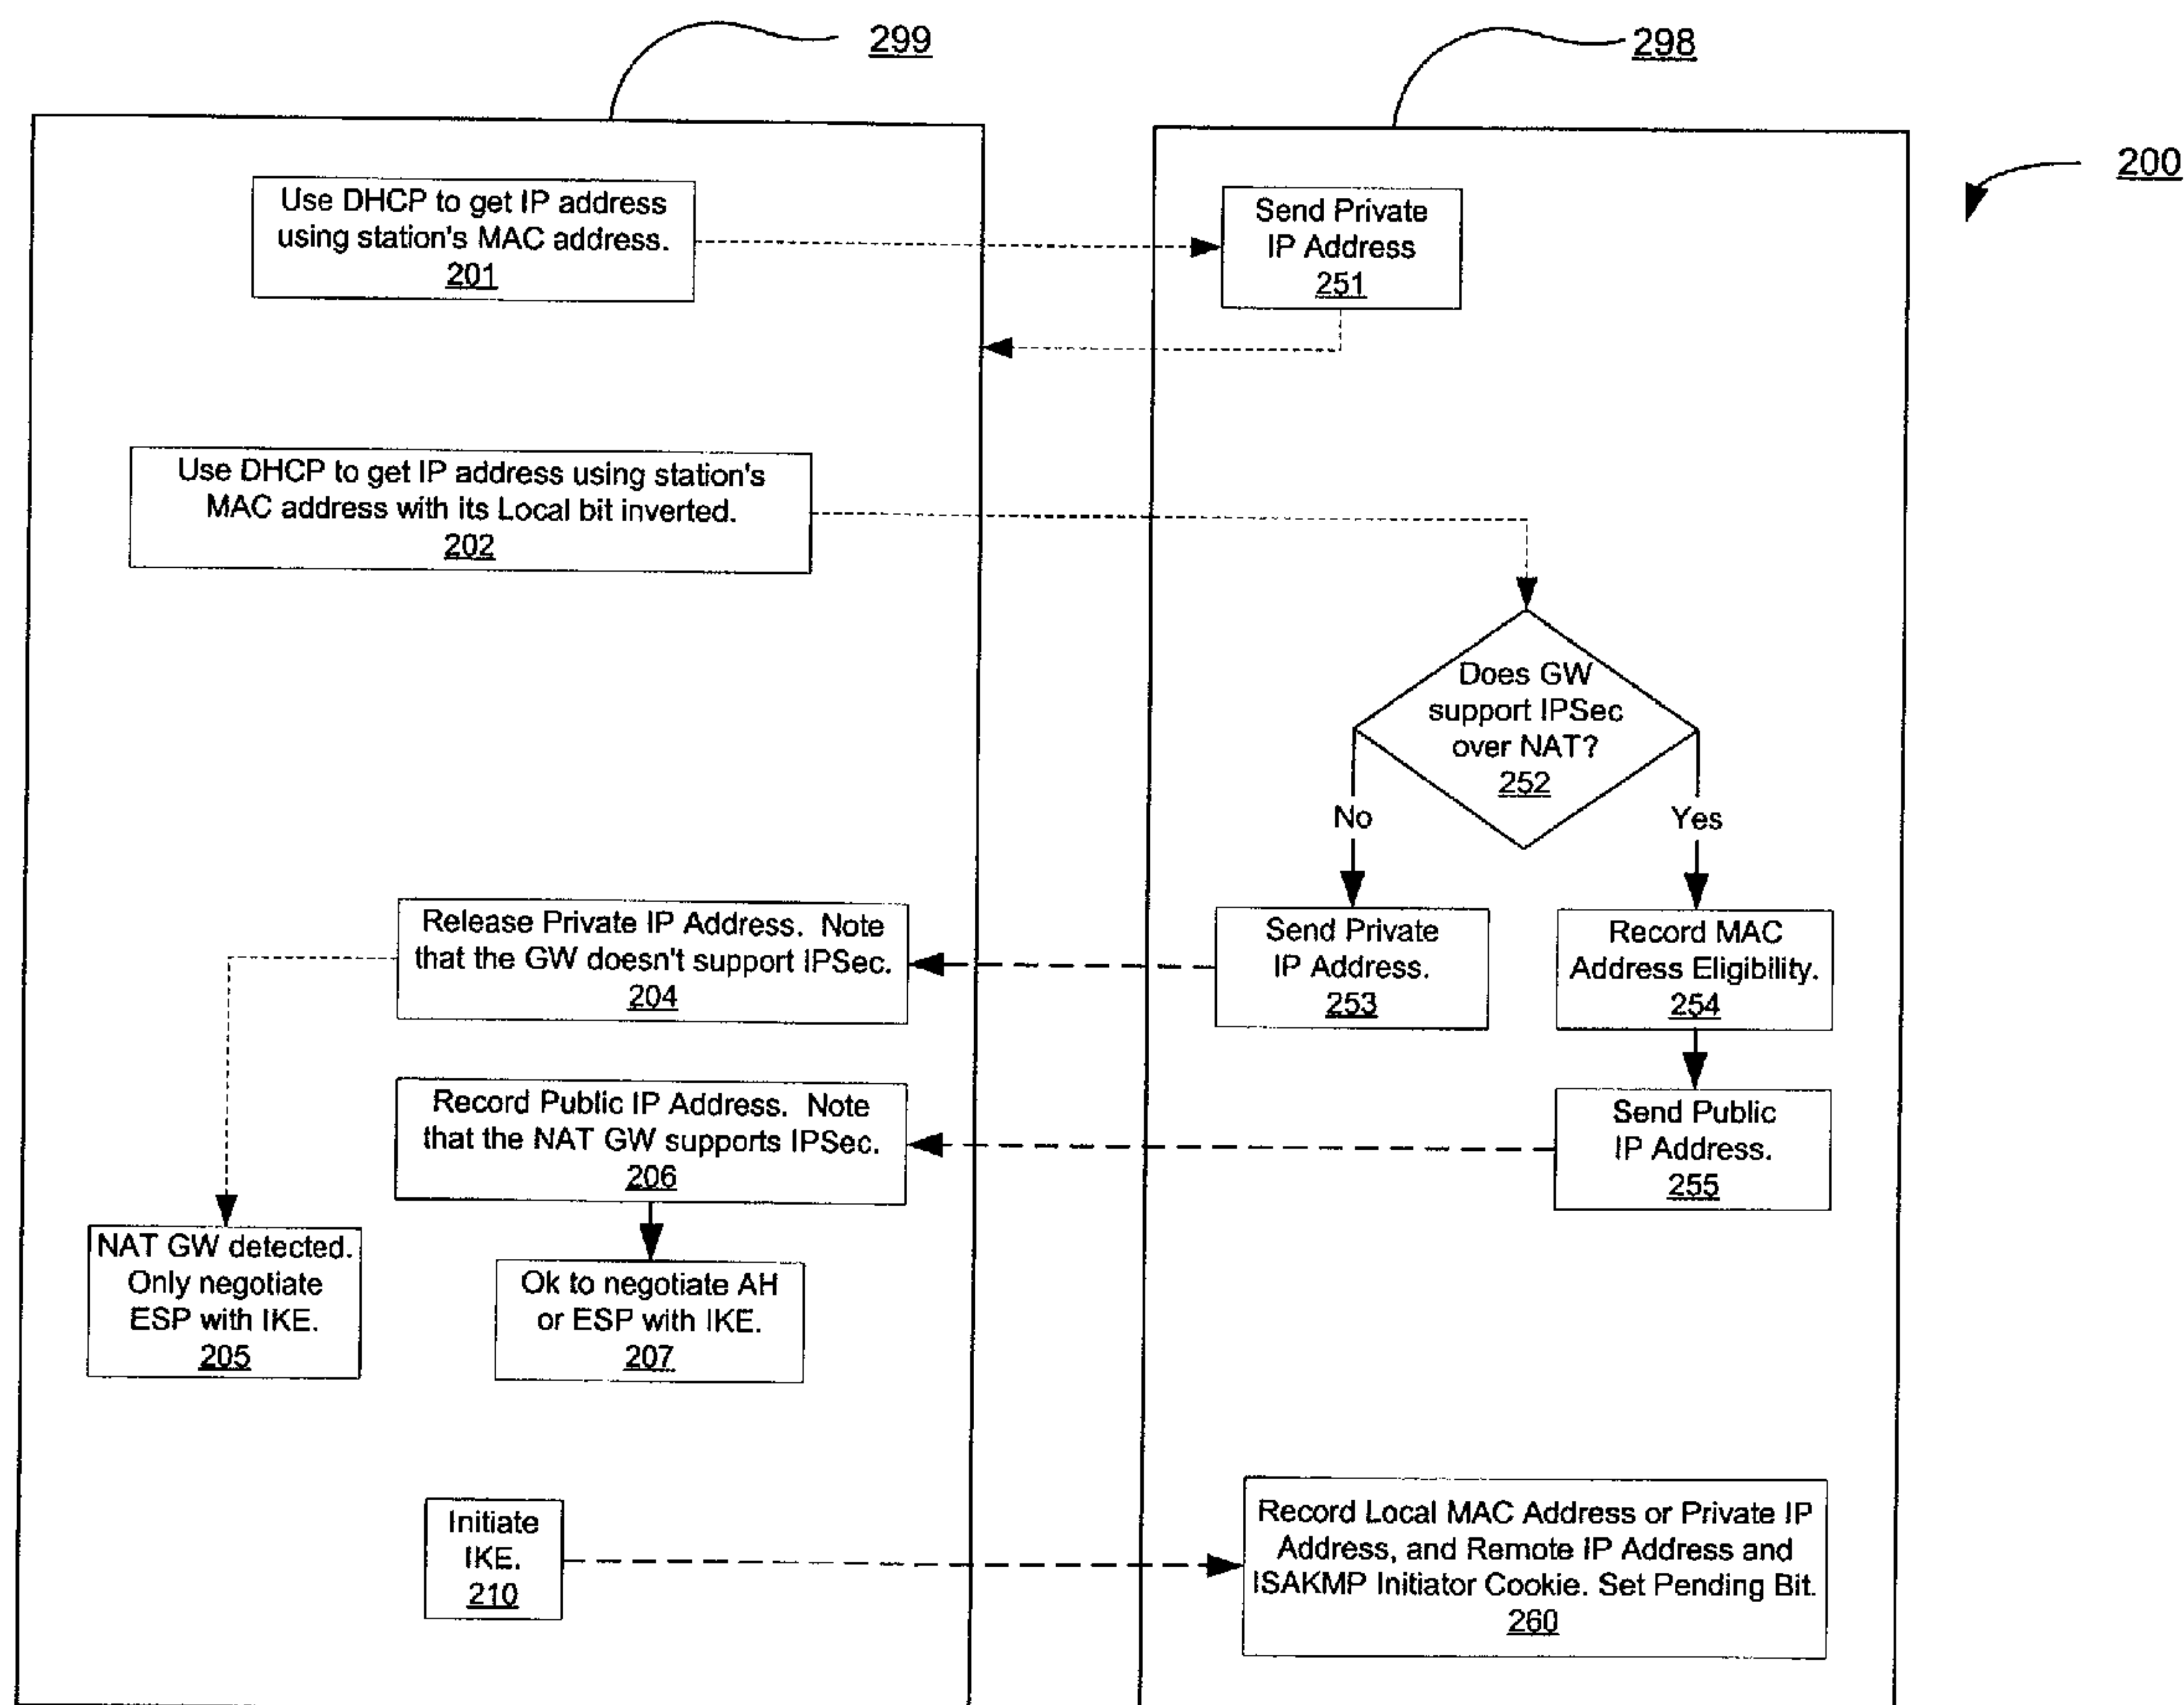 299
298
200
Use DHCP to get IP address
using station's MAC address.
201
Send Private
IP Address
251
Use DHCP to get IP address using station's
MAC address with its Local bit inverted.
202
Does GW
support IPSec
over NAT?
252
No
Yes
Release Private IP Address. Note
that the GW doesn't support IPSec.
204
Send Private
IP Address.
253
Record MAC
Address Eligibility.
254
Record Public IP Address. Note
that the NAT GW supports IPSec.
206
Send Public
IP Address.
255
NAT GW detected.
Only negotiate
ESP with IKE.
205
Ok to negotiate AH
or ESP with IKE.
207
Initiate
IKE.
210
Record Local MAC Address or Private IP
Address, and Remote IP Address and
ISAKMP Initiator Cookie. Set Pending Bit.
260